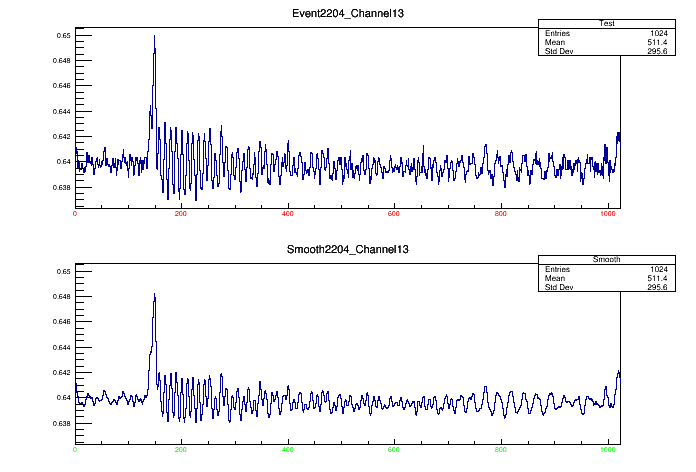 Event2204_Channel13
Test
Entries 1024
Mean 511.4
Std Dev 295.6
0.65
0.648
0.646
0.644
0.642
0.64
0.638
0 200 400 600 800 1000
Smooth2204_Channel13
Smooth
Entries 1024
Mean 511.4
Std Dev 295.6
0.65
0.648
0.646
0.644
0.642
0.64
0.638
0 200 400 600 800 1000